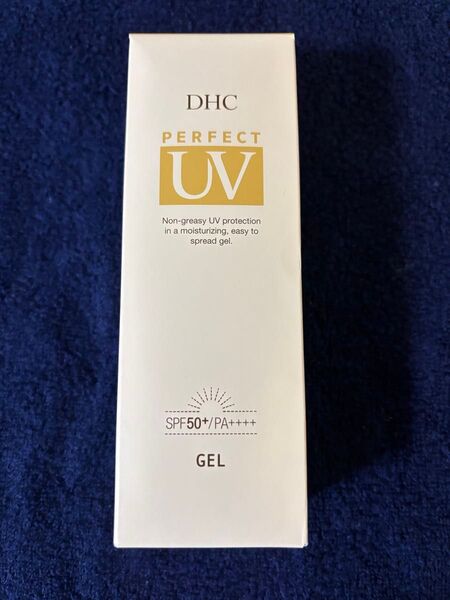 DHC
PERFECT
UV
Non-greasy UV protection
in a moisturizing, easy to
spread gel.
SPF50+/PA++++
GEL